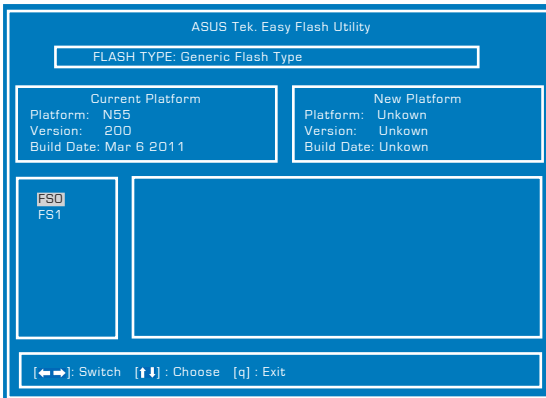 ASUS Tek. Easy Flash Utility
FLASH TYPE: Generic Flash Type
Current Platform
Platform: N55
Version: 200
Build Date: Mar 6 2011
New Platform
Platform: Unkown
Version: Unkown
Build Date: Unkown
FS0
FS1
[←→]: Switch [↑↓] : Choose [q] : Exit